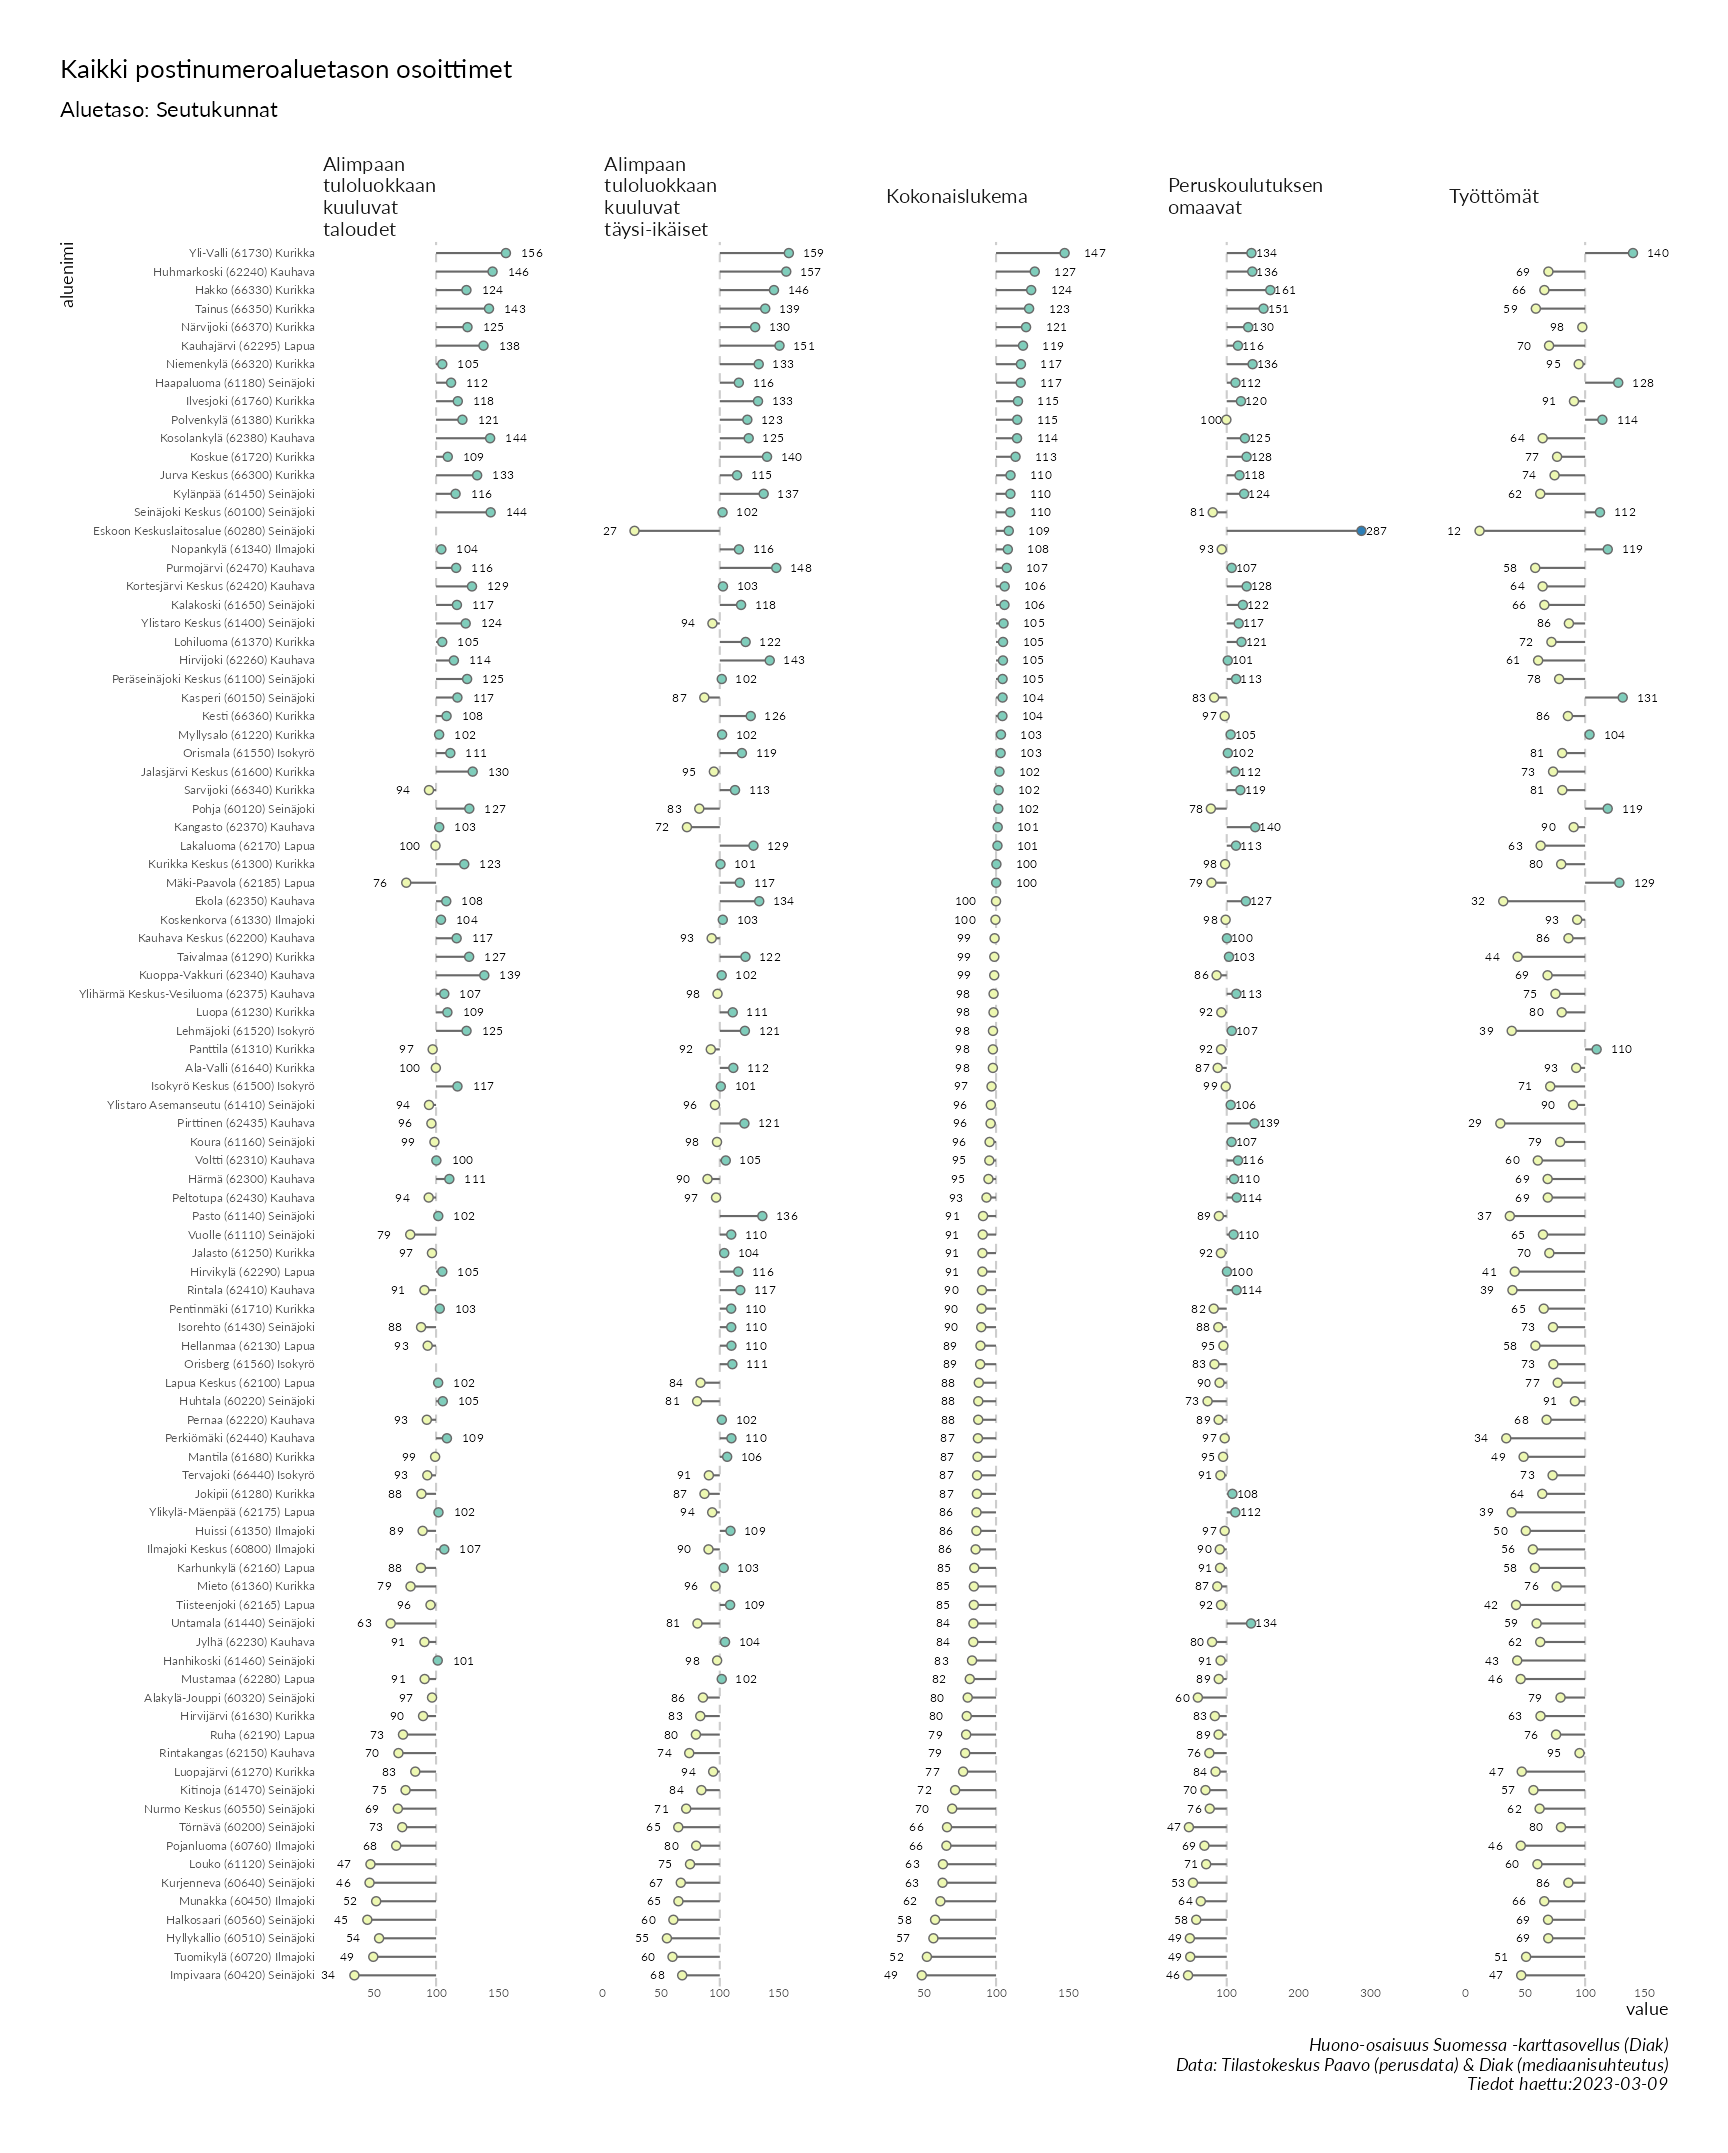 Kaikki postinumeroaluetason osoittimet
Aluetaso: Seutukunnat
Alimpaan tuloluokkaan kuuluvat taloudet
Alimpaan tuloluokkaan kuuluvat täysi-ikäiset
Kokonaislukema
Peruskoulutuksen omaavat
Työttömät
aluenimi
Yli-Valli (61730) Kurikka 156 159 147 134 140
Huhmarkoski (62240) Kauhava 146 157 127 136 69
Hakko (66330) Kurikka 124 146 124 161 66
Tainus (66350) Kurikka 143 139 123 151 59
Närvijoki (66370) Kurikka 125 130 121 130 98
Kauhajärvi (62295) Lapua 138 151 119 116 70
Niemenkylä (66320) Kurikka 105 133 117 136 95
Haapaluoma (61180) Seinäjoki 112 116 117 112 128
Ilvesjoki (61760) Kurikka 118 133 115 120 91
Polvenkylä (61380) Kurikka 121 123 115 100 114
Kosolankylä (62380) Kauhava 144 125 114 125 64
Koskue (61720) Kurikka 109 140 113 128 77
Jurva Keskus (66300) Kurikka 133 115 110 118 74
Kylänpää (61450) Seinäjoki 116 137 110 124 62
Seinäjoki Keskus (60100) Seinäjoki 144 102 110 81 112
Eskoon Keskuslaitosalue (60280) Seinäjoki 27 109 287 12
Nopankylä (61340) Ilmajoki 104 116 108 93 119
Purmojärvi (62470) Kauhava 116 148 107 107 58
Kortesjärvi Keskus (62420) Kauhava 129 103 106 128 64
Kalakoski (61650) Seinäjoki 117 118 106 122 66
Ylistaro Keskus (61400) Seinäjoki 124 94 105 117 86
Lohiluoma (61370) Kurikka 105 122 105 121 72
Hirvijoki (62260) Kauhava 114 143 105 101 61
Peräseinäjoki Keskus (61100) Seinäjoki 125 102 105 113 78
Kasperi (60150) Seinäjoki 117 87 104 83 131
Kesti (66360) Kurikka 108 126 104 97 86
Myllysalo (61220) Kurikka 102 102 103 105 104
Orismala (61550) Isokyrö 111 119 103 102 81
Jalasjärvi Keskus (61600) Kurikka 130 95 102 112 73
Sarvijoki (66340) Kurikka 94 113 102 119 81
Pohja (60120) Seinäjoki 127 83 102 78 119
Kangasto (62370) Kauhava 103 72 101 140 90
Lakaluoma (62170) Lapua 100 129 101 113 63
Kurikka Keskus (61300) Kurikka 123 101 100 98 80
Mäki-Paavola (62185) Lapua 76 117 100 79 129
Ekola (62350) Kauhava 108 134 100 127 32
Koskenkorva (61330) Ilmajoki 104 103 100 98 93
Kauhava Keskus (62200) Kauhava 117 93 99 100 86
Taivalmaa (61290) Kurikka 127 122 99 103 44
Kuoppa-Vakkuri (62340) Kauhava 139 102 99 86 69
Ylihärmä Keskus-Vesiluoma (62375) Kauhava 107 98 98 113 75
Luopa (61230) Kurikka 109 111 98 92 80
Lehmäjoki (61520) Isokyrö 125 121 98 107 39
Panttila (61310) Kurikka 97 92 98 92 110
Ala-Valli (61640) Kurikka 100 112 98 87 93
Isokyrö Keskus (61500) Isokyrö 117 101 97 99 71
Ylistaro Asemanseutu (61410) Seinäjoki 94 96 96 106 90
Pirttinen (62435) Kauhava 96 121 96 139 29
Koura (61160) Seinäjoki 99 98 96 107 79
Voltti (62310) Kauhava 100 105 95 116 60
Härmä (62300) Kauhava 111 90 95 110 69
Peltotupa (62430) Kauhava 94 97 93 114 69
Pasto (61140) Seinäjoki 102 136 91 89 37
Vuolle (61110) Seinäjoki 79 110 91 110 65
Jalasto (61250) Kurikka 97 104 91 92 70
Hirvikylä (62290) Lapua 105 116 91 100 41
Rintala (62410) Kauhava 91 117 90 114 39
Pentinmäki (61710) Kurikka 103 110 90 82 65
Isorehto (61430) Seinäjoki 88 110 90 88 73
Hellanmaa (62130) Lapua 93 110 89 95 58
Orisberg (61560) Isokyrö 111 89 83 73
Lapua Keskus (62100) Lapua 102 84 88 90 77
Huhtala (60220) Seinäjoki 105 81 88 73 91
Pernaa (62220) Kauhava 93 102 88 89 68
Perkiömäki (62440) Kauhava 109 110 87 97 34
Mantila (61680) Kurikka 99 106 87 95 49
Tervajoki (66440) Isokyrö 93 91 87 91 73
Jokipii (61280) Kurikka 88 87 87 108 64
Ylikylä-Mäenpää (62175) Lapua 102 94 86 112 39
Huissi (61350) Ilmajoki 89 109 86 97 50
Ilmajoki Keskus (60800) Ilmajoki 107 90 86 90 56
Karhunkylä (62160) Lapua 88 103 85 91 58
Mieto (61360) Kurikka 79 96 85 87 76
Tiisteenjoki (62165) Lapua 96 109 85 92 42
Untamala (61440) Seinäjoki 63 81 84 134 59
Jylhä (62230) Kauhava 91 104 84 80 62
Hanhikoski (61460) Seinäjoki 101 98 83 91 43
Mustamaa (62280) Lapua 91 102 82 89 46
Alakylä-Jouppi (60320) Seinäjoki 97 86 80 60 79
Hirvijärvi (61630) Kurikka 90 83 80 83 63
Ruha (62190) Lapua 73 80 79 89 76
Rintakangas (62150) Kauhava 70 74 79 76 95
Luopajärvi (61270) Kurikka 83 94 77 84 47
Kitinoja (61470) Seinäjoki 75 84 72 70 57
Nurmo Keskus (60550) Seinäjoki 69 71 70 76 62
Törnävä (60200) Seinäjoki 73 65 66 47 80
Pojanluoma (60760) Ilmajoki 68 80 66 69 46
Louko (61120) Seinäjoki 47 75 63 71 60
Kurjenneva (60640) Seinäjoki 46 67 63 53 86
Munakka (60450) Ilmajoki 52 65 62 64 66
Halkosaari (60560) Seinäjoki 45 60 58 58 69
Hyllykallio (60510) Seinäjoki 54 55 57 49 69
Tuomikylä (60720) Ilmajoki 49 60 52 49 51
Impivaara (60420) Seinäjoki 34 68 49 46 47
50 100 150 0 50 100 150 50 100 150 100 200 300 0 50 100 150
value
Huono-osaisuus Suomessa -karttasovellus (Diak)
Data: Tilastokeskus Paavo (perusdata) & Diak (mediaanisuhteutus)
Tiedot haettu:2023-03-09